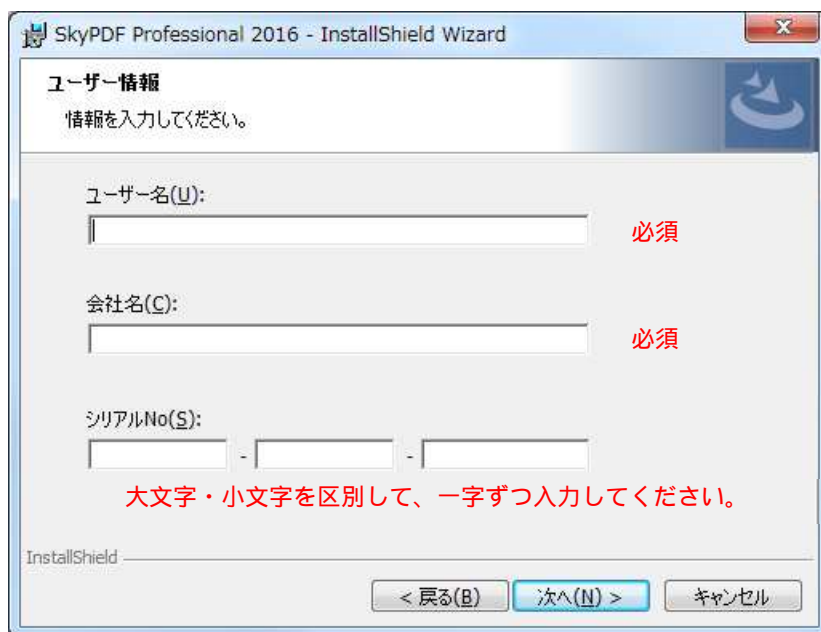 SkyPDF Professional 2016 - InstallShield Wizard
ユーザー情報
情報を入力してください。
ユーザー名(U):
必須
会社名(C):
必須
シリアルNo(S):
- -
大文字・小文字を区別して、一字ずつ入力してください。
InstallShield
< 戻る(B) 次へ(N) > キャンセル